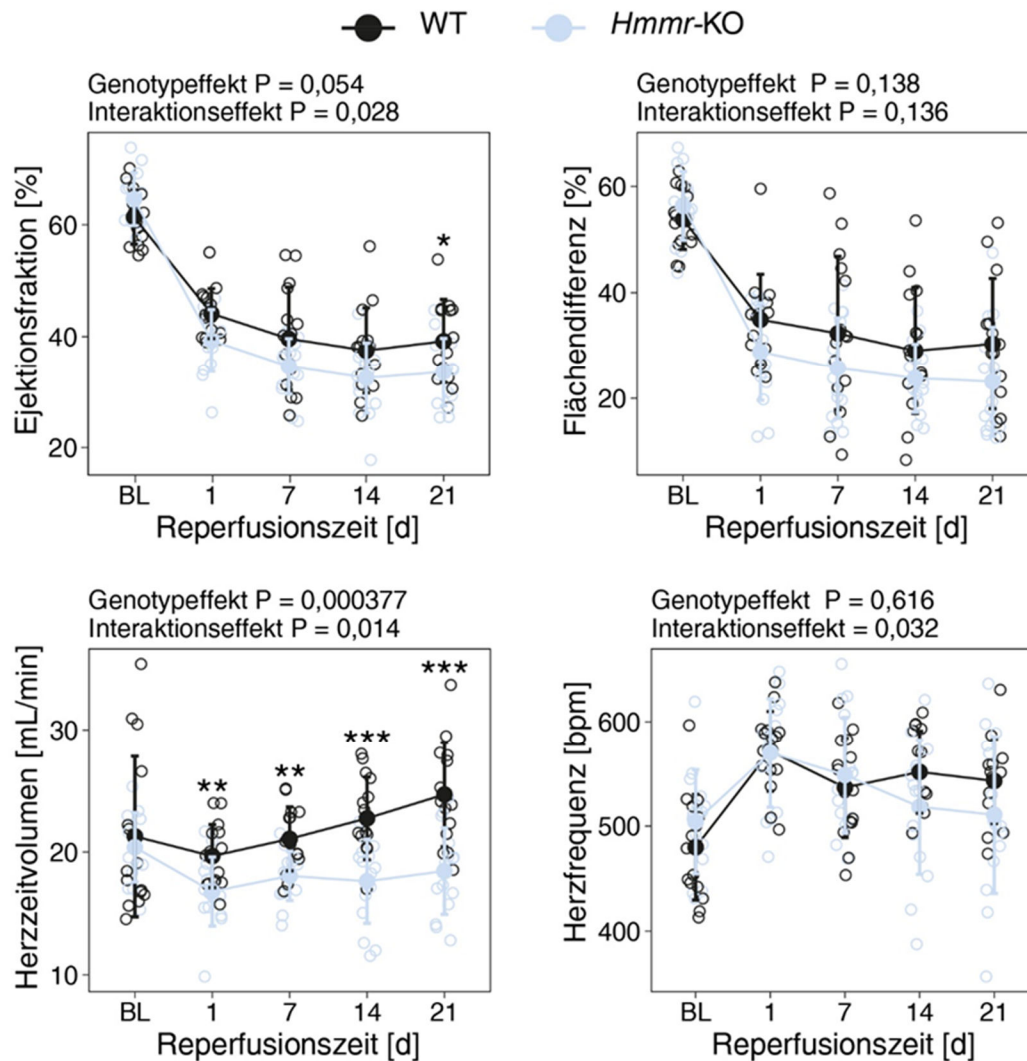 WT Hmmr-KO
Genotypeffekt P = 0,054
Interaktionseffekt P = 0,028
Ejektionsfraktion [%]
60
40
20
*
BL 1 7 14 21
Reperfusionszeit [d]
Genotypeffekt P = 0,138
Interaktionseffekt P = 0,136
Flächendifferenz [%]
60
40
20
BL 1 7 14 21
Reperfusionszeit [d]
Genotypeffekt P = 0,000377
Interaktionseffekt P = 0,014
Herzzeitvolumen [mL/min]
30
20
10
** ** *** ***
BL 1 7 14 21
Reperfusionszeit [d]
Genotypeffekt P = 0,616
Interaktionseffekt = 0,032
Herzfrequenz [bpm]
600
500
400
BL 1 7 14 21
Reperfusionszeit [d]